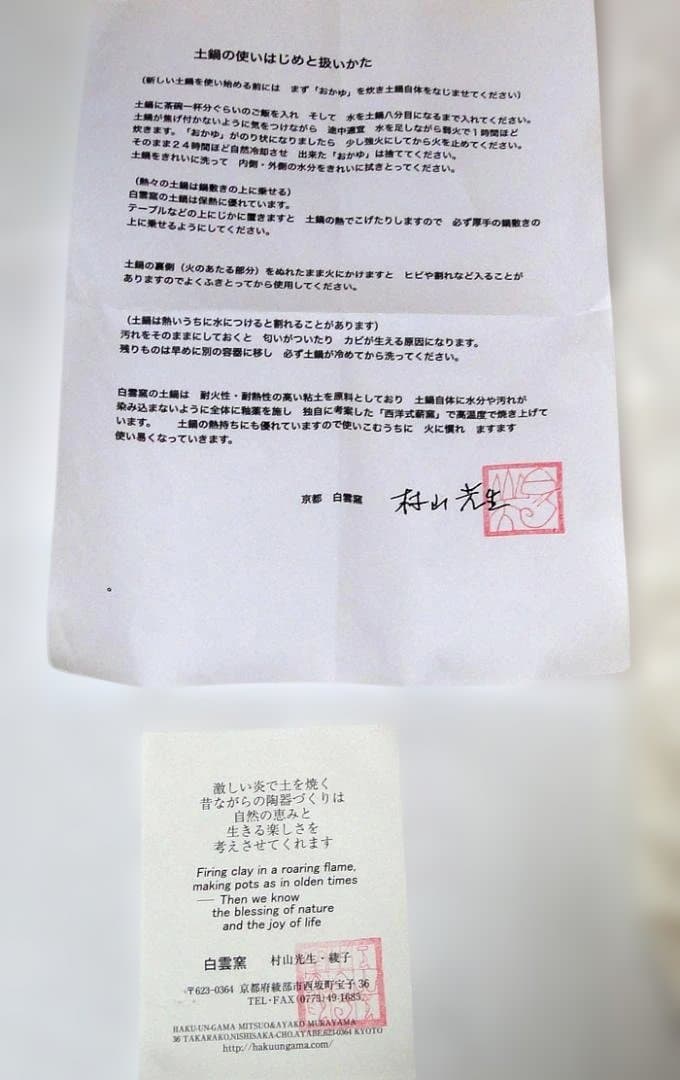 土鍋の使いはじめと扱いかた
（新しい土鍋を使い始める前には　まず「おかゆ」を炊き土鍋自体をなじませてください）
土鍋に茶碗一杯分ぐらいのご飯を入れ　そして　水を土鍋八分目になるまで入れてください。
土鍋が焦げ付かないように気をつけながら　途中適宜　水を足しながら弱火で１時間ほど
炊きます。「おかゆ」がのり状になりましたら　少し強火にしてから火を止めてください。
そのまま２４時間ほど自然冷却させ　出来た「おかゆ」は捨ててください。
土鍋をきれいに洗って　内側・外側の水分をきれいに拭きとってください。
（熱々の土鍋は鍋敷きの上に乗せる）
白雲窯の土鍋は保熱に優れています。
テーブルなどの上にじかに置きますと　土鍋の熱でこげたりしますので　必ず厚手の鍋敷きの
上に乗せるようにしてください。
土鍋の裏側（火のあたる部分）をぬれたまま火にかけますと　ヒビや割れなど入ることが
ありますのでよくふきとってから使用してください。
（土鍋は熱いうちに水につけると割れることがあります）
汚れをそのままにしておくと　匂いがついたり　カビが生える原因になります。
残りものは早めに別の容器に移し　必ず土鍋が冷めてから洗ってください。
白雲窯の土鍋は　耐火性・耐熱性の高い粘土を原料としており　土鍋自体に水分や汚れが
染み込まないように全体に釉薬を施し　独自に考案した「西洋式薪窯」で高温度で焼き上げて
います。　　土鍋の熱持ちにも優れていますので使いこむうちに　火に慣れ　ますます
使い易くなっていきます。
京都　白雲窯　村山光生
。
激しい炎で土を焼く
昔ながらの陶器づくりは
自然の恵みと
生きる楽しさを
考えさせてくれます
Firing clay in a roaring flame,
making pots as in olden times
— Then we know
the blessing of nature
and the joy of life
白雲窯　村山光生・綾子
〒623-0364 京都府綾部市西坂町宝子 36
TEL・FAX (0773) 49-1685
HAKU-UN-GAMA MITSUO&AYAKO MURAYAMA
36 TAKARAKO,NISHISAKA-CHO,AYABE,623-0364 KYOTO
http://hakuungama.com/